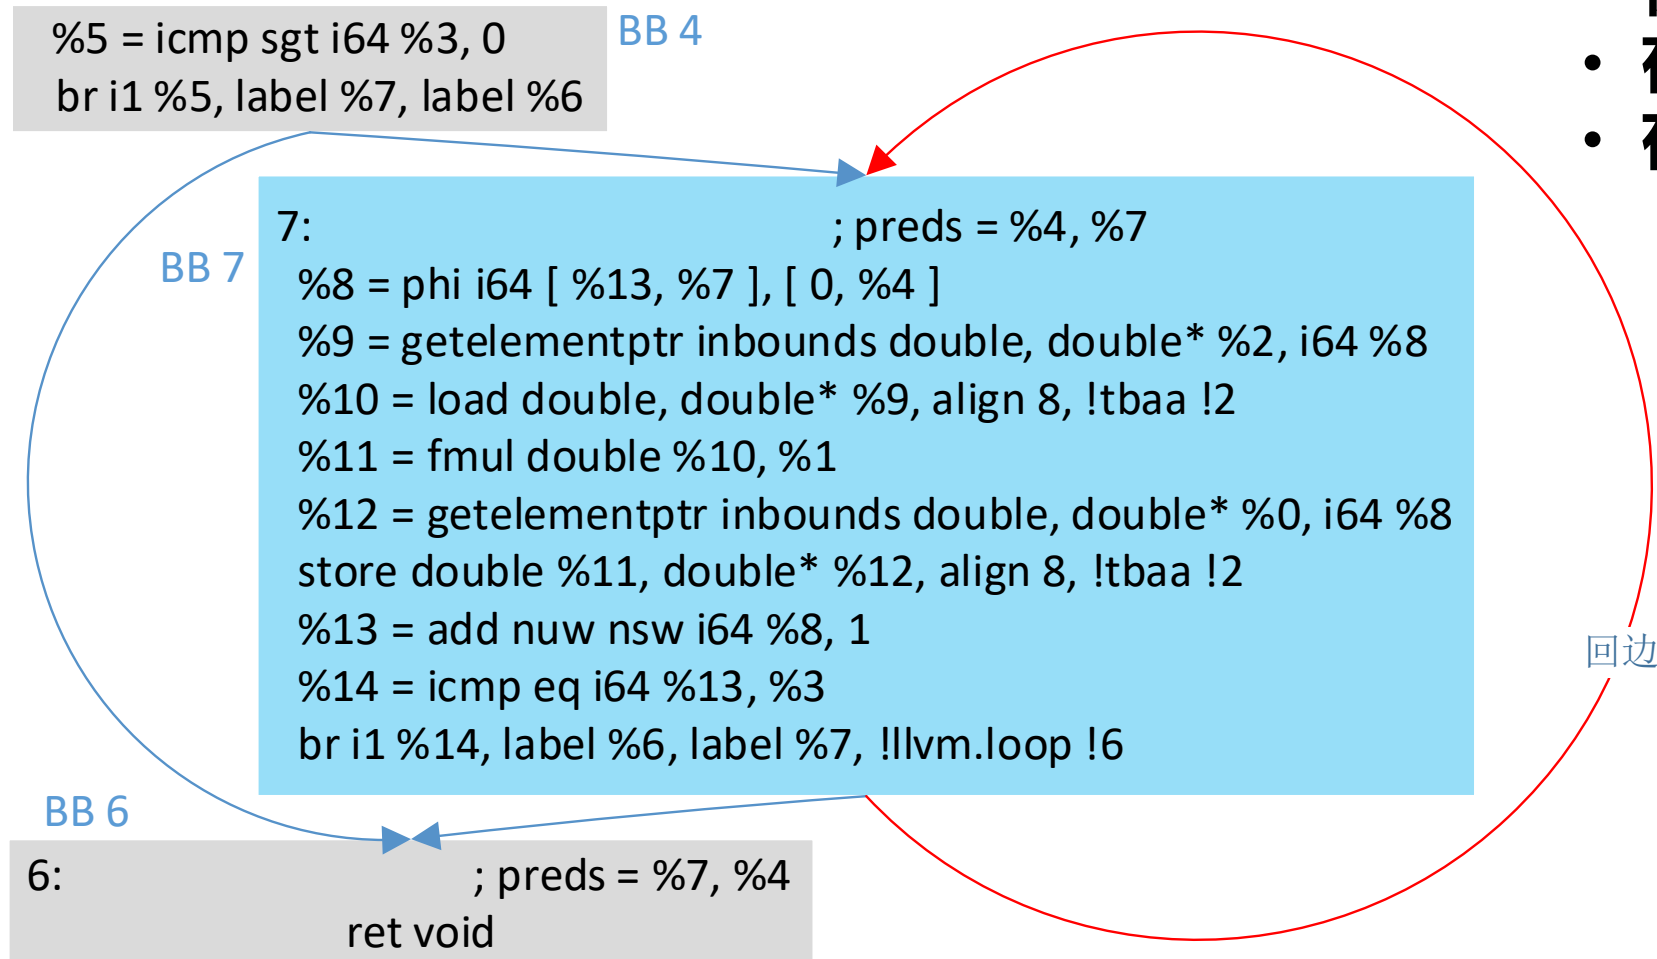 %5 = icmp sgt i64 %3, 0
br i1 %5, label %7, label %6
BB 4
BB 7
7: ; preds = %4, %7
%8 = phi i64 [ %13, %7 ], [ 0, %4 ]
%9 = getelementptr inbounds double, double* %2, i64 %8
%10 = load double, double* %9, align 8, !tbaa !2
%11 = fmul double %10, %1
%12 = getelementptr inbounds double, double* %0, i64 %8
store double %11, double* %12, align 8, !tbaa !2
%13 = add nuw nsw i64 %8, 1
%14 = icmp eq i64 %13, %3
br i1 %14, label %6, label %7, !llvm.loop !6
回边
BB 6
6: ; preds = %7, %4
ret void